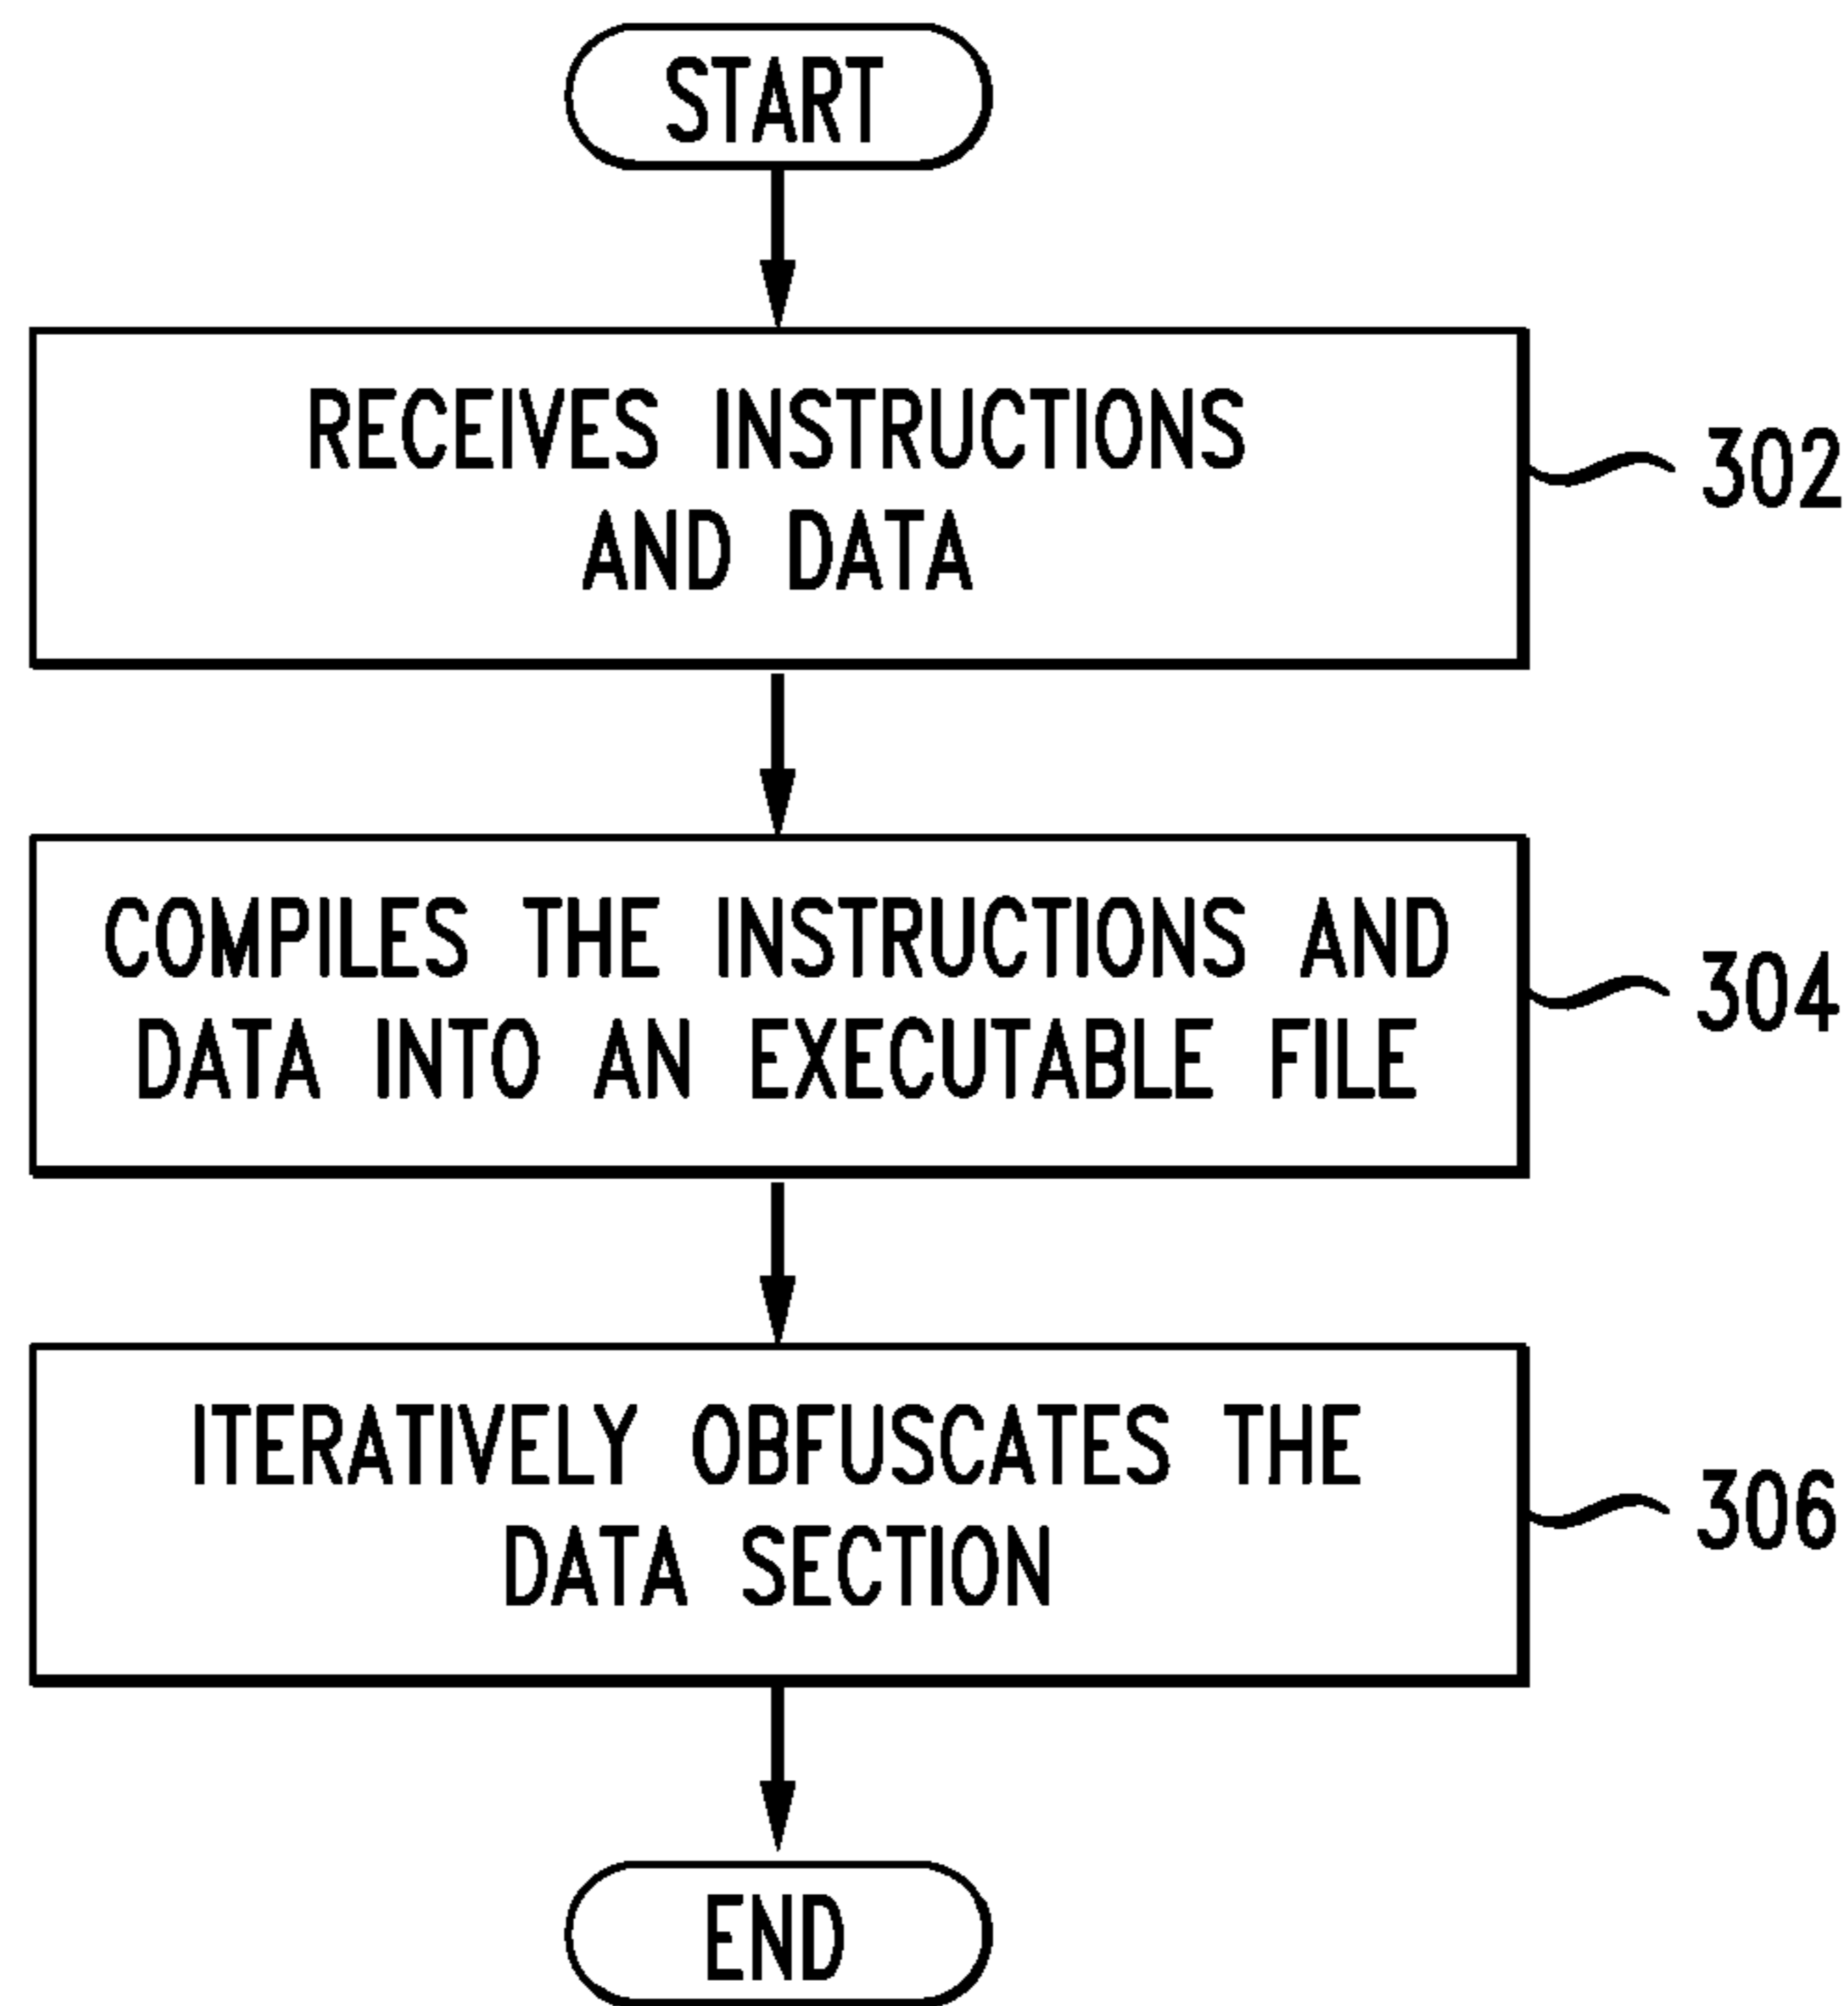 START
RECEIVES INSTRUCTIONS
AND DATA
302
COMPILES THE INSTRUCTIONS AND
DATA INTO AN EXECUTABLE FILE
304
ITERATIVELY OBFUSCATES THE
DATA SECTION
306
END